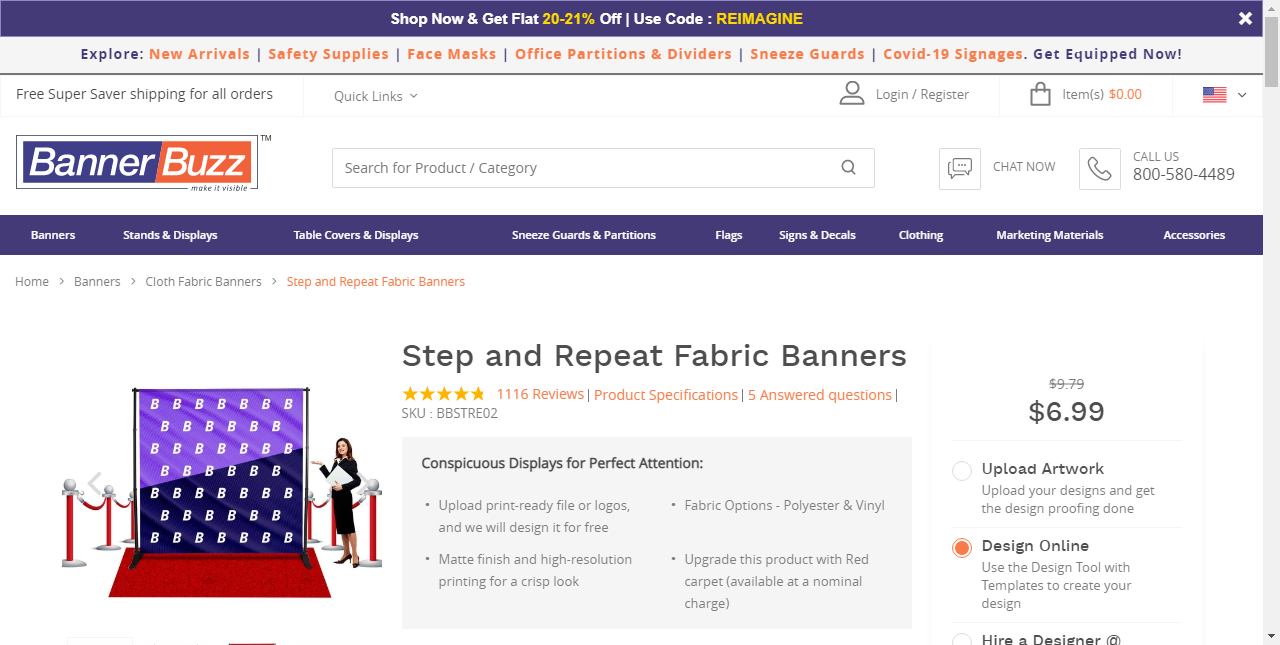 Shop Now & Get Flat 20-21% Off | Use Code : REIMAGINE
Explore: New Arrivals | Safety Supplies | Face Masks | Office Partitions & Dividers | Sneeze Guards | Covid-19 Signages. Get Equipped Now!
Free Super Saver shipping for all orders
Quick Links
Login / Register
Item(s) $0.00
BannerBuzz TM
make it visible
Search for Product / Category
CHAT NOW
CALL US
800-580-4489
Banners Stands & Displays Table Covers & Displays Sneeze Guards & Partitions Flags Signs & Decals Clothing Marketing Materials Accessories
Home > Banners > Cloth Fabric Banners > Step and Repeat Fabric Banners
Step and Repeat Fabric Banners
1116 Reviews | Product Specifications | 5 Answered questions |
SKU : BBSTRE02
Conspicuous Displays for Perfect Attention:
• Upload print-ready file or logos,
and we will design it for free
• Matte finish and high-resolution
printing for a crisp look
• Fabric Options - Polyester & Vinyl
• Upgrade this product with Red
carpet (available at a nominal
charge)
$9.79
$6.99
Upload Artwork
Upload your designs and get
the design proofing done
Design Online
Use the Design Tool with
Templates to create your
design
Hire a Designer @
B B B B B B B
B B B B B B
B B B B B B B
B B B B B B
B B B B B B B
B B B B B B
B B B B B B B